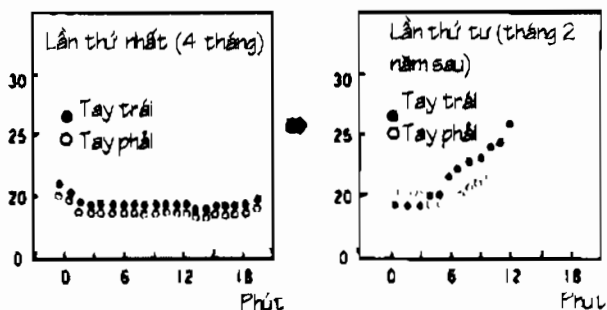 Lần thứ nhất (4 tháng)
30
25
20
0
● Tay trái
○ Tay phải
0 6 12 18
Phút
Lần thứ tư (tháng 2
năm sau)
30
25
20
0
● Tay trái
○ Tay phải
0 6 12 18
Phút